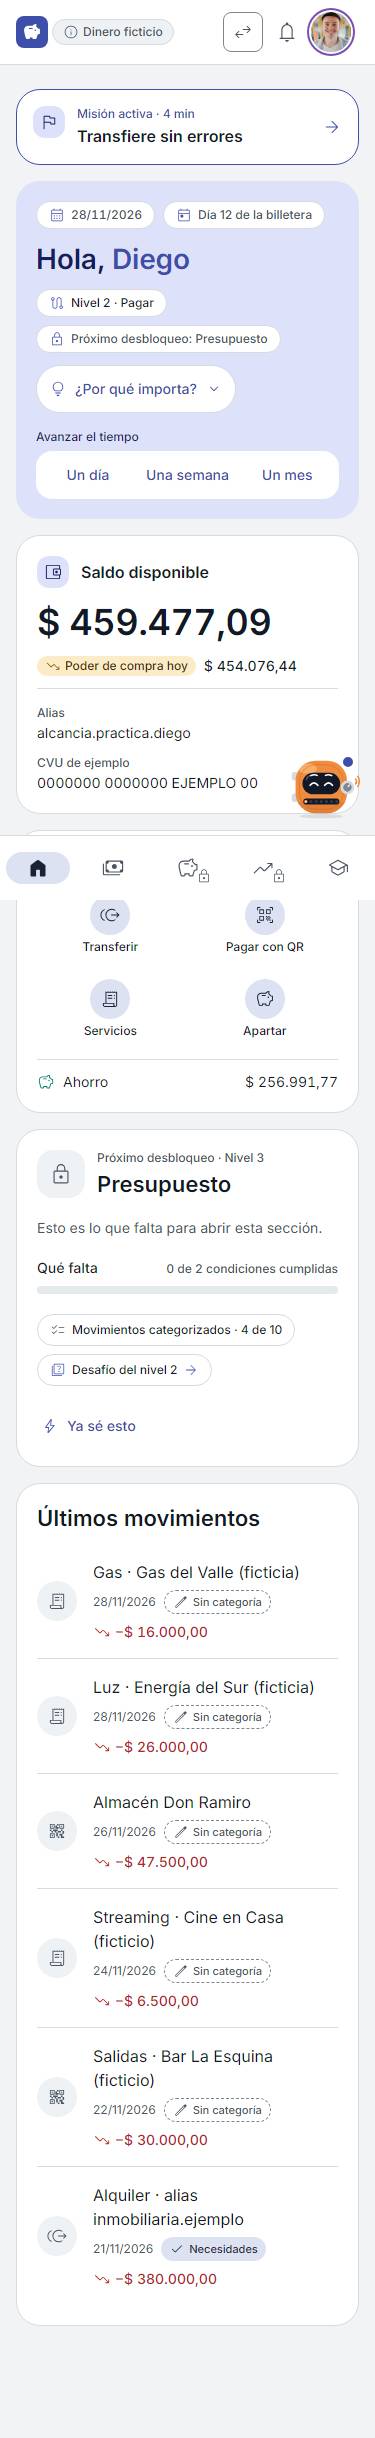 Dinero ficticio
Misión activa · 4 min
Transfiere sin errores
28/11/2026
Día 12 de la billetera
Hola, Diego
Nivel 2 · Pagar
Próximo desbloqueo: Presupuesto
¿Por qué importa?
Avanzar el tiempo
Un día
Una semana
Un mes
Saldo disponible
$ 459.477,09
Poder de compra hoy
$ 454.076,44
Alias
alcancia.practica.diego
CVU de ejemplo
0000000 0000000 EJEMPLO 00
Transferir
Pagar con QR
Servicios
Apartar
Ahorro
$ 256.991,77
Próximo desbloqueo · Nivel 3
Presupuesto
Esto es lo que falta para abrir esta sección.
Qué falta
0 de 2 condiciones cumplidas
Movimientos categorizados · 4 de 10
Desafío del nivel 2
Ya sé esto
Últimos movimientos
Gas · Gas del Valle (ficticia)
28/11/2026
Sin categoría
−$ 16.000,00
Luz · Energía del Sur (ficticia)
28/11/2026
Sin categoría
−$ 26.000,00
Almacén Don Ramiro
26/11/2026
Sin categoría
−$ 47.500,00
Streaming · Cine en Casa
(ficticio)
24/11/2026
Sin categoría
−$ 6.500,00
Salidas · Bar La Esquina
(ficticio)
22/11/2026
Sin categoría
−$ 30.000,00
Alquiler · alias
inmobiliaria.ejemplo
21/11/2026
Necesidades
−$ 380.000,00